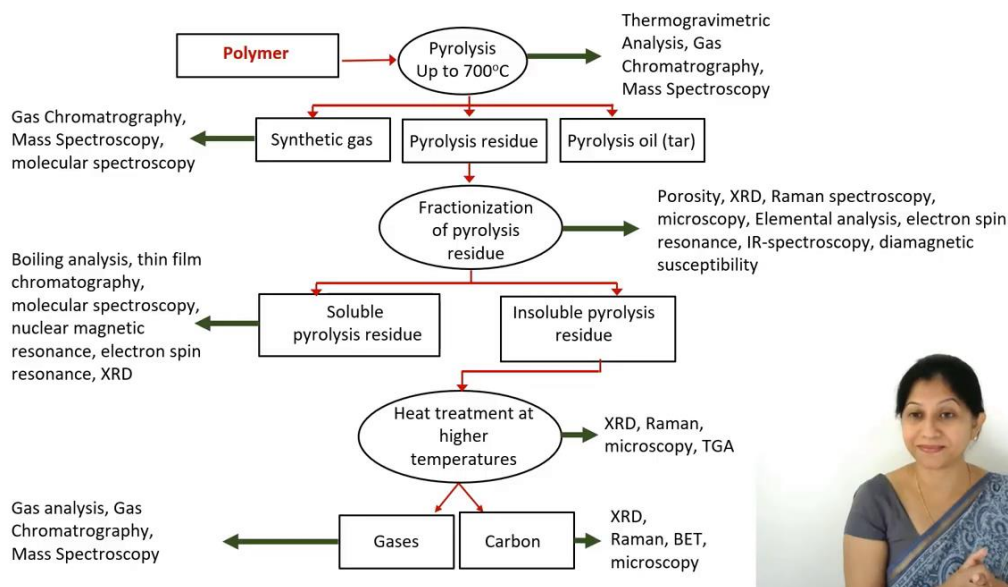 Polymer
Pyrolysis
Up to 700°C
Thermogravimetric
Analysis, Gas
Chromatrography,
Mass Spectroscopy
Gas Chromatrography,
Mass Spectroscopy,
molecular spectroscopy
Synthetic gas
Pyrolysis residue
Pyrolysis oil (tar)
Fractionization
of pyrolysis
residue
Porosity, XRD, Raman spectroscopy,
microscopy, Elemental analysis, electron spin
resonance, IR-spectroscopy, diamagnetic
susceptibility
Boiling analysis, thin film
chromatography,
molecular spectroscopy,
nuclear magnetic
resonance, electron spin
resonance, XRD
Soluble
pyrolysis residue
Insoluble pyrolysis
residue
Heat treatment at
higher
temperatures
XRD, Raman,
microscopy, TGA
Gas analysis, Gas
Chromatrography,
Mass Spectroscopy
Gases
Carbon
XRD,
Raman, BET,
microscopy